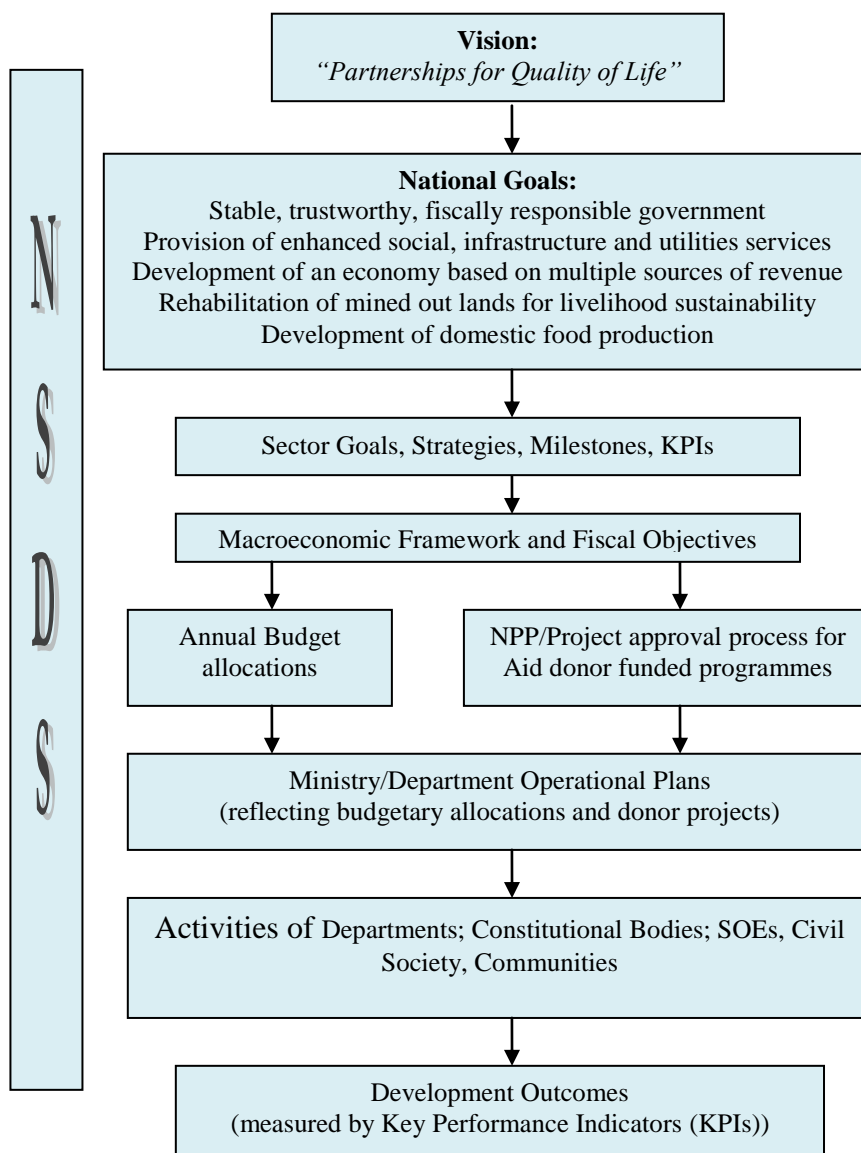 Vision:
“Partnerships for Quality of Life”
N
S
D
S
National Goals:
Stable, trustworthy, fiscally responsible government
Provision of enhanced social, infrastructure and utilities services
Development of an economy based on multiple sources of revenue
Rehabilitation of mined out lands for livelihood sustainability
Development of domestic food production
Sector Goals, Strategies, Milestones, KPIs
Macroeconomic Framework and Fiscal Objectives
Annual Budget
allocations
NPP/Project approval process for
Aid donor funded programmes
Ministry/Department Operational Plans
(reflecting budgetary allocations and donor projects)
Activities of Departments; Constitutional Bodies; SOEs, Civil
Society, Communities
Development Outcomes
(measured by Key Performance Indicators (KPIs))